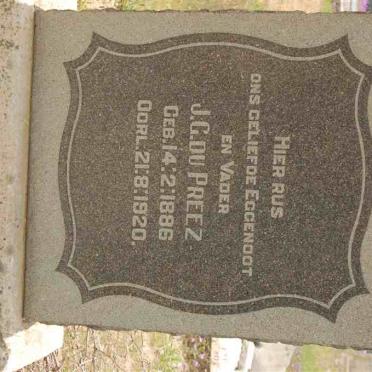 HIER RUS
ONS GELIEFDE EGGENOOT
EN VADER
J.G. DU PREEZ
GEB. 14.2.1886
OORL. 21.8.1920.